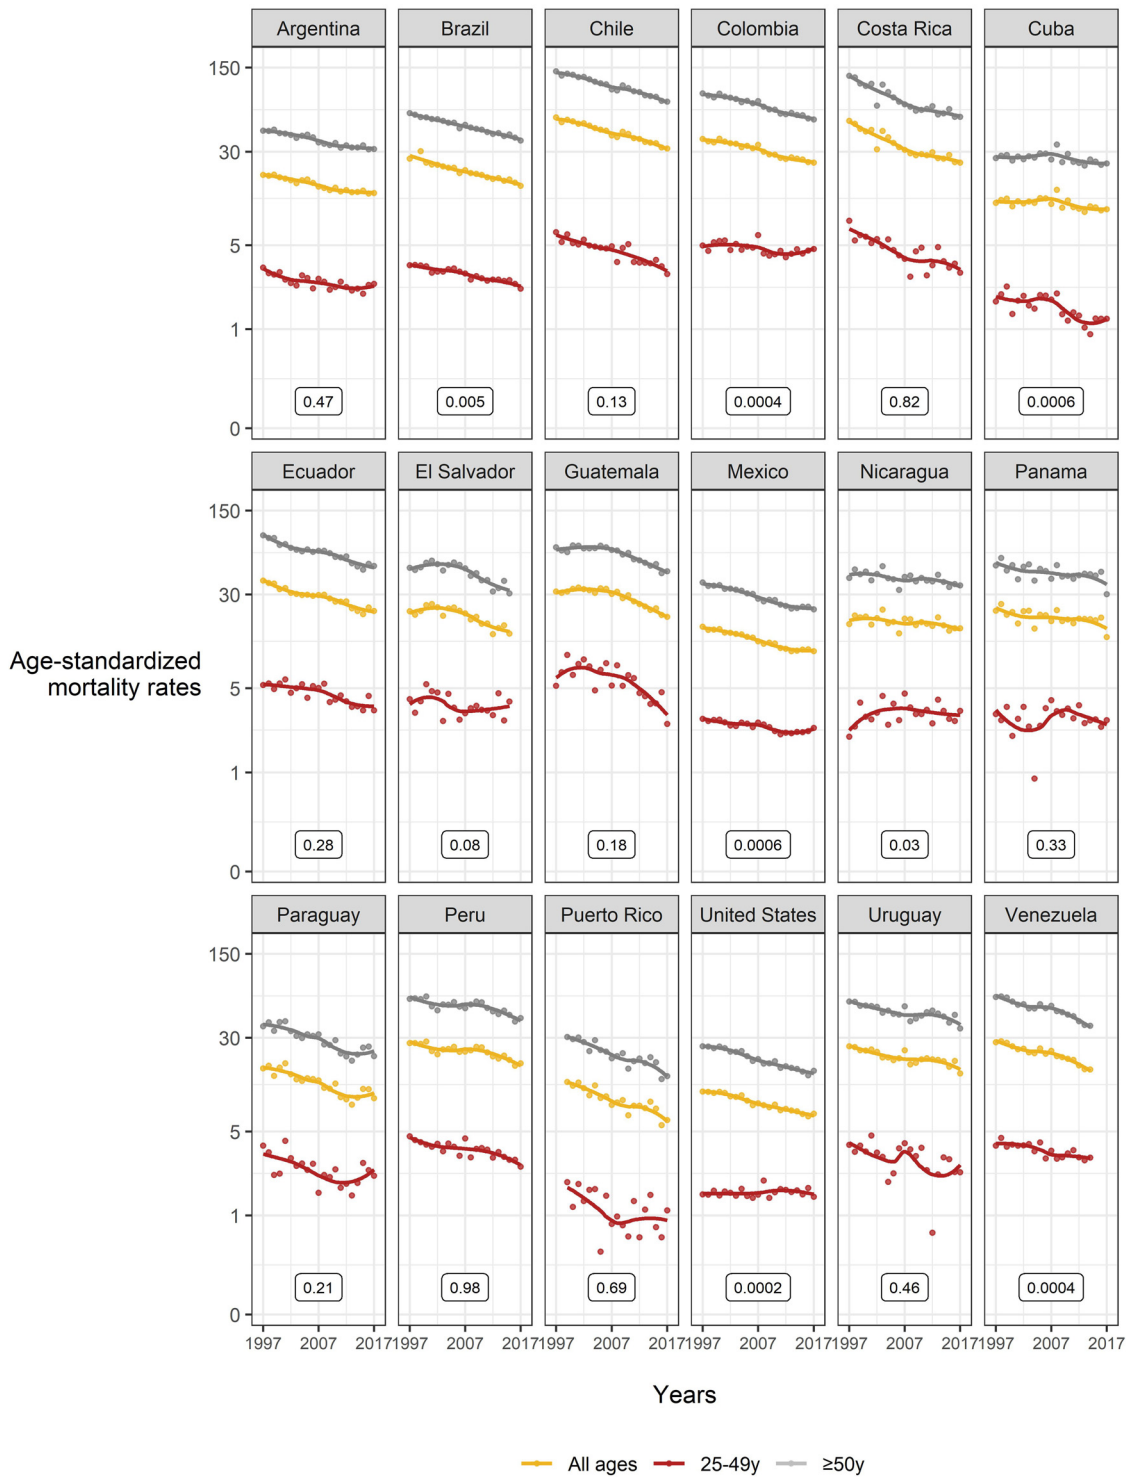 Argentina Brazil Chile Colombia Costa Rica Cuba
150
30
5
1
0.47 0.005 0.13 0.0004 0.82 0.0006
0
Ecuador El Salvador Guatemala Mexico Nicaragua Panama
150
30
Age-standardized
mortality rates
5
1
0.28 0.08 0.18 0.0006 0.03 0.33
0
Paraguay Peru Puerto Rico United States Uruguay Venezuela
150
30
5
1
0.21 0.98 0.69 0.0002 0.46 0.0004
0
1997 2007 2017 1997 2007 2017 1997 2007 2017 1997 2007 2017 1997 2007 2017 1997 2007 2017
Years
All ages 25-49y ≥50y